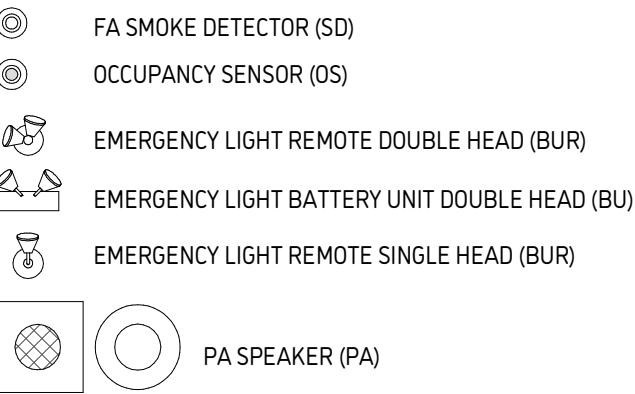 FA SMOKE DETECTOR (SD)
OCCUPANCY SENSOR (OS)
EMERGENCY LIGHT REMOTE DOUBLE HEAD (BUR)
EMERGENCY LIGHT BATTERY UNIT DOUBLE HEAD (BU)
EMERGENCY LIGHT REMOTE SINGLE HEAD (BUR)
PA SPEAKER (PA)